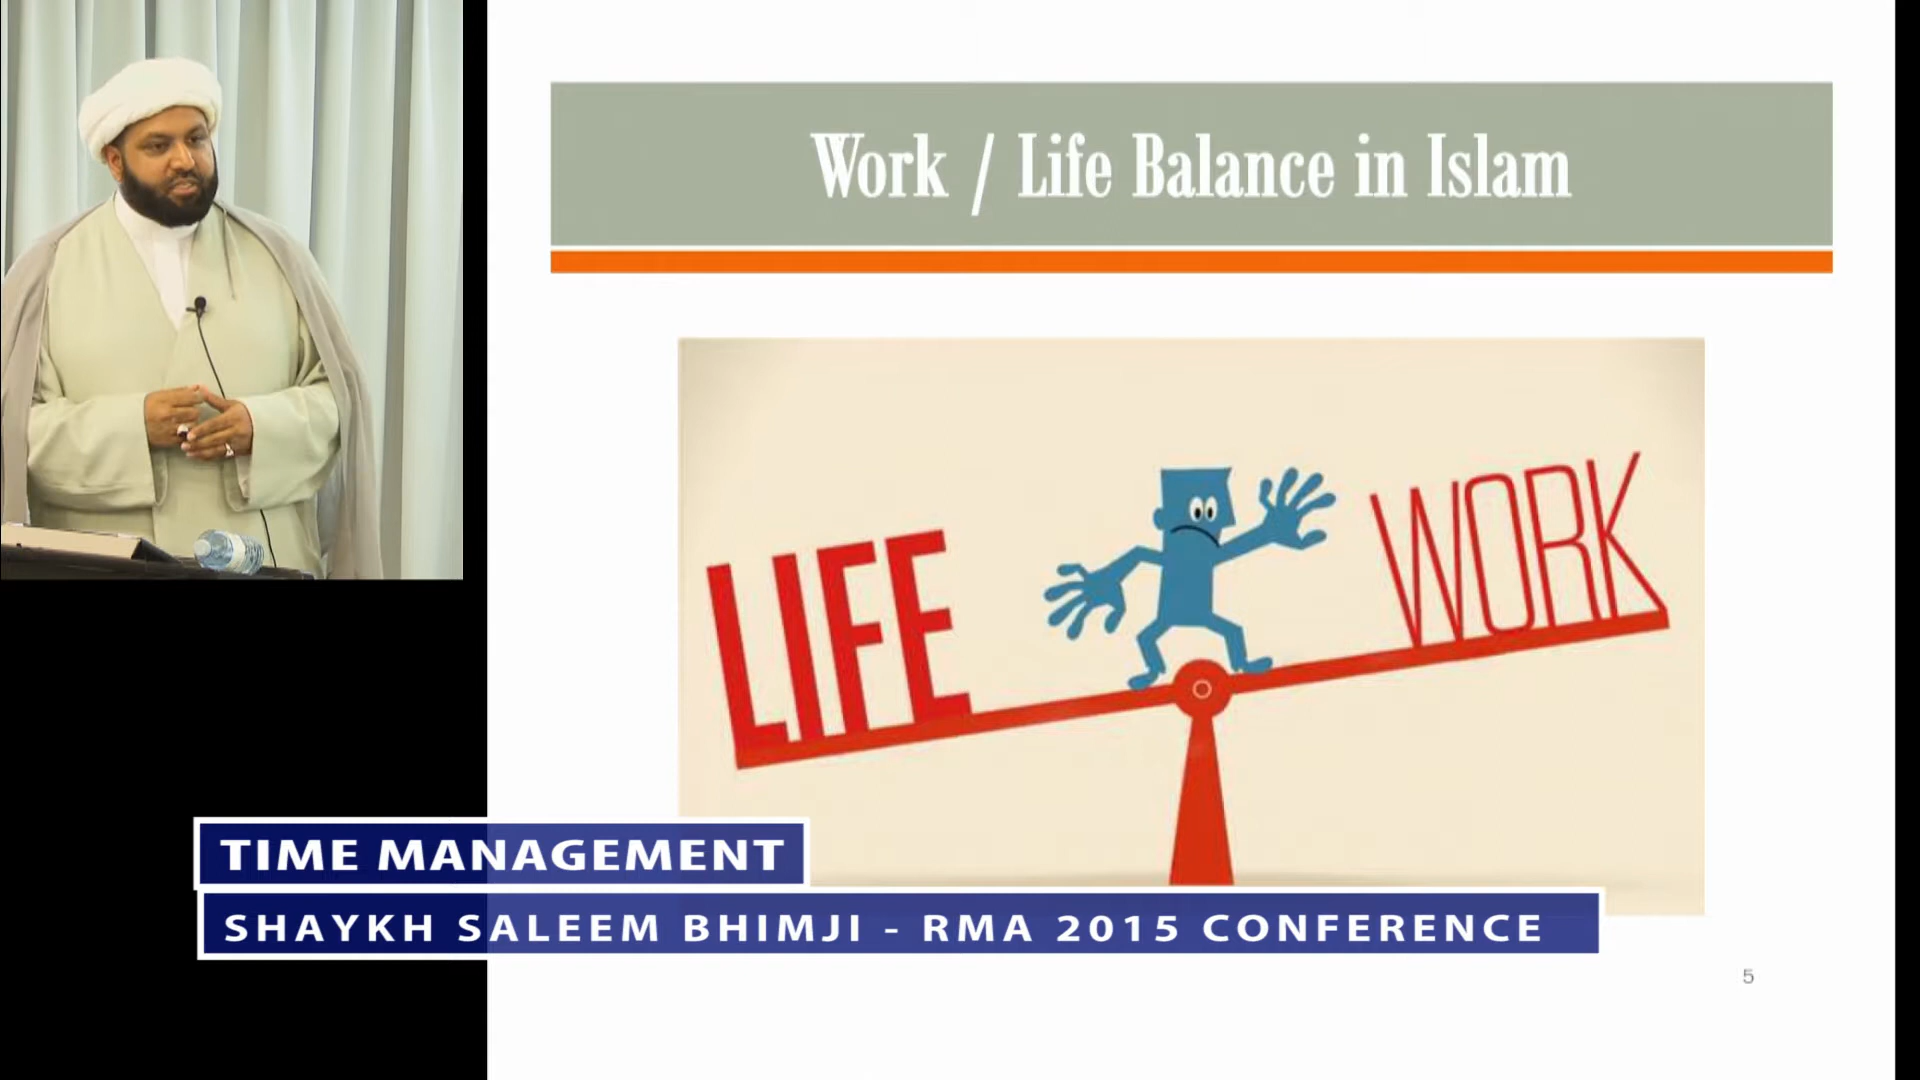 Work / Life Balance in Islam
LIFE
WORK
TIME MANAGEMENT
SHAYKH SALEEM BHIMJI - RMA 2015 CONFERENCE
5